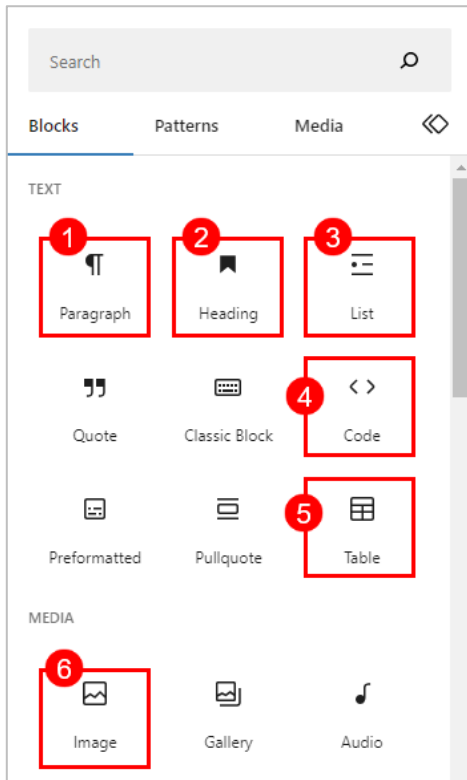 Search
Blocks Patterns Media
TEXT
1 2 3
Paragraph Heading List
4
Quote Classic Block Code
5
Preformatted Pullquote Table
MEDIA
6
Image Gallery Audio